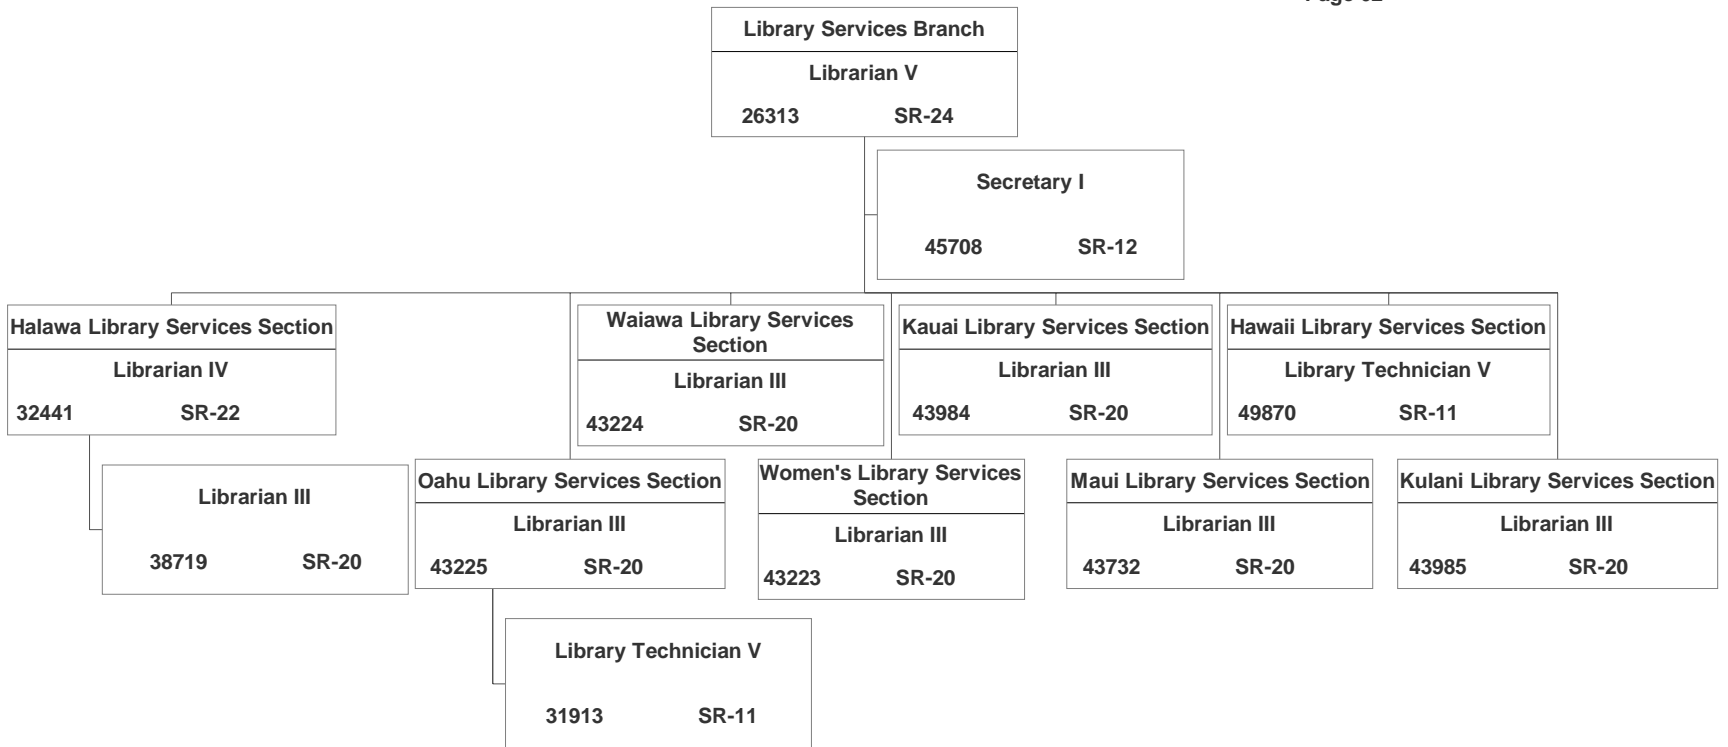 Library Services Branch
Librarian V
26313 SR-24
Secretary I
45708 SR-12
Halawa Library Services Section
Librarian IV
32441 SR-22
Waiawa Library Services
Section
Librarian III
43224 SR-20
Kauai Library Services Section
Librarian III
43984 SR-20
Hawaii Library Services Section
Library Technician V
49870 SR-11
Librarian III
38719 SR-20
Oahu Library Services Section
Librarian III
43225 SR-20
Women's Library Services
Section
Librarian III
43223 SR-20
Maui Library Services Section
Librarian III
43732 SR-20
Kulani Library Services Section
Librarian III
43985 SR-20
Library Technician V
31913 SR-11